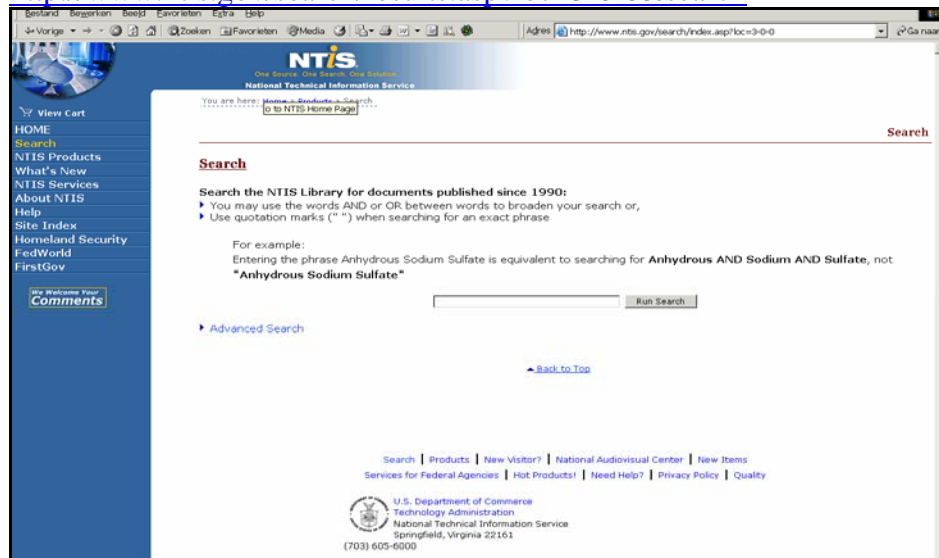 Bestand Bewerken Beeld Favorieten Extra Help
Vorige Zoeken Favorieten Media Adres http://www.ntis.gov/search/index.asp?loc=3-0-0 Ga naar
NTiS
One Source. One Search. One Solution.
National Technical Information Service
You are here: Home > Products > Search
o to NTIS Home Page
View Cart
HOME
Search
NTIS Products
What's New
NTIS Services
About NTIS
Help
Site Index
Homeland Security
FedWorld
FirstGov
We Welcome Your
Comments
Search
Search
Search the NTIS Library for documents published since 1990:
You may use the words AND or OR between words to broaden your search or,
Use quotation marks (" ") when searching for an exact phrase
For example:
Entering the phrase Anhydrous Sodium Sulfate is equivalent to searching for Anhydrous AND Sodium AND Sulfate, not
"Anhydrous Sodium Sulfate"
Run Search
Advanced Search
Back to Top
Search | Products | New Visitor? | National Audiovisual Center | New Items
Services for Federal Agencies | Hot Products! | Need Help? | Privacy Policy | Quality
U.S. Department of Commerce
Technology Administration
National Technical Information Service
Springfield, Virginia 22161
(703) 605-6000